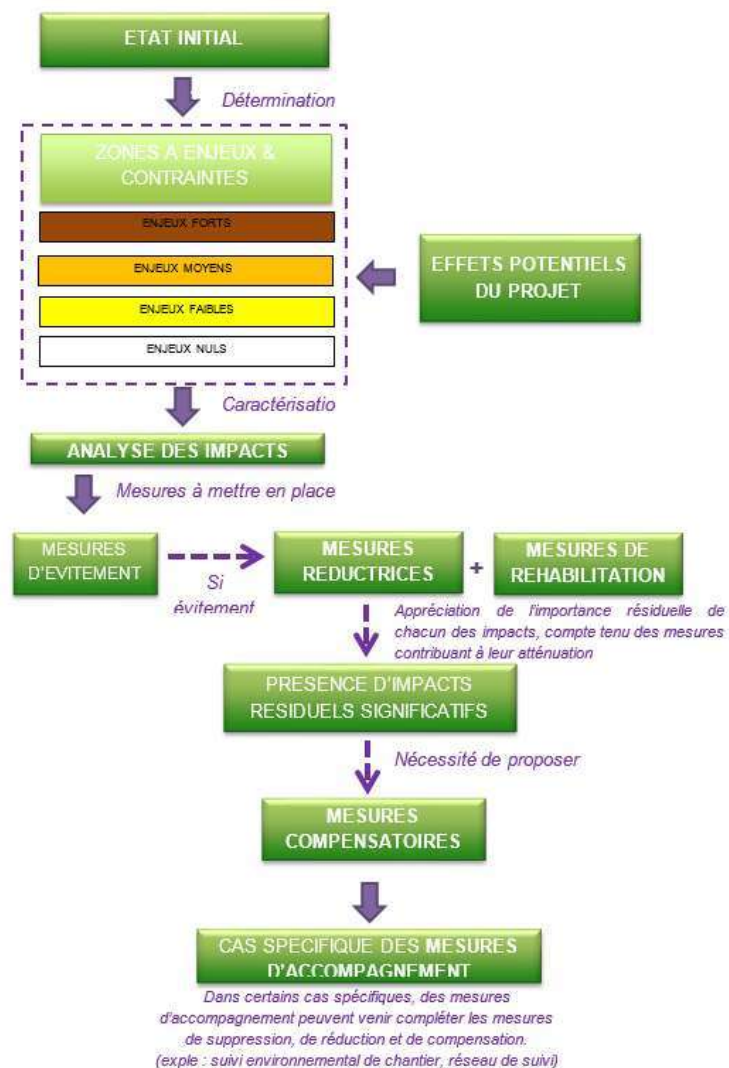 ETAT INITIAL
Détermination
ZONES A ENJEUX &
CONTRAINTES
ENJEUX FORTS
ENJEUX MOYENS
ENJEUX FAIBLES
ENJEUX NULS
EFFETS POTENTIELS
DU PROJET
Caractérisatio
ANALYSE DES IMPACTS
Mesures à mettre en place
MESURES
D'EVITEMENT
Si
évitement
MESURES
REDUCTRICES
+
MESURES DE
REHABILITATION
Appréciation de l'importance résiduelle de
chacun des impacts, compte tenu des mesures
contribuant à leur atténuation
PRESENCE D'IMPACTS
RESIDUELS SIGNIFICATIFS
Nécessité de proposer
MESURES
COMPENSATOIRES
CAS SPECIFIQUE DES MESURES
D'ACCOMPAGNEMENT
Dans certains cas spécifiques, des mesures
d'accompagnement peuvent venir compléter les mesures
de suppression, de réduction et de compensation.
(exple : suivi environnemental de chantier, réseau de suivi)